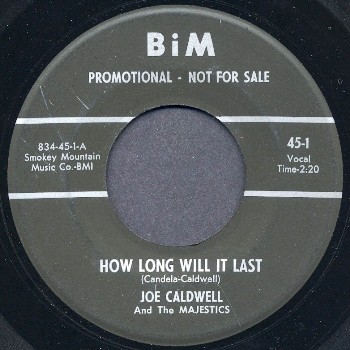 BiM
PROMOTIONAL - NOT FOR SALE
834-45-1-A
Smokey Mountain
Music Co.-BMI
45-1
Vocal
Time-2:20
HOW LONG WILL IT LAST
(Candela-Caldwell)
JOE CALDWELL
And The MAJESTICS